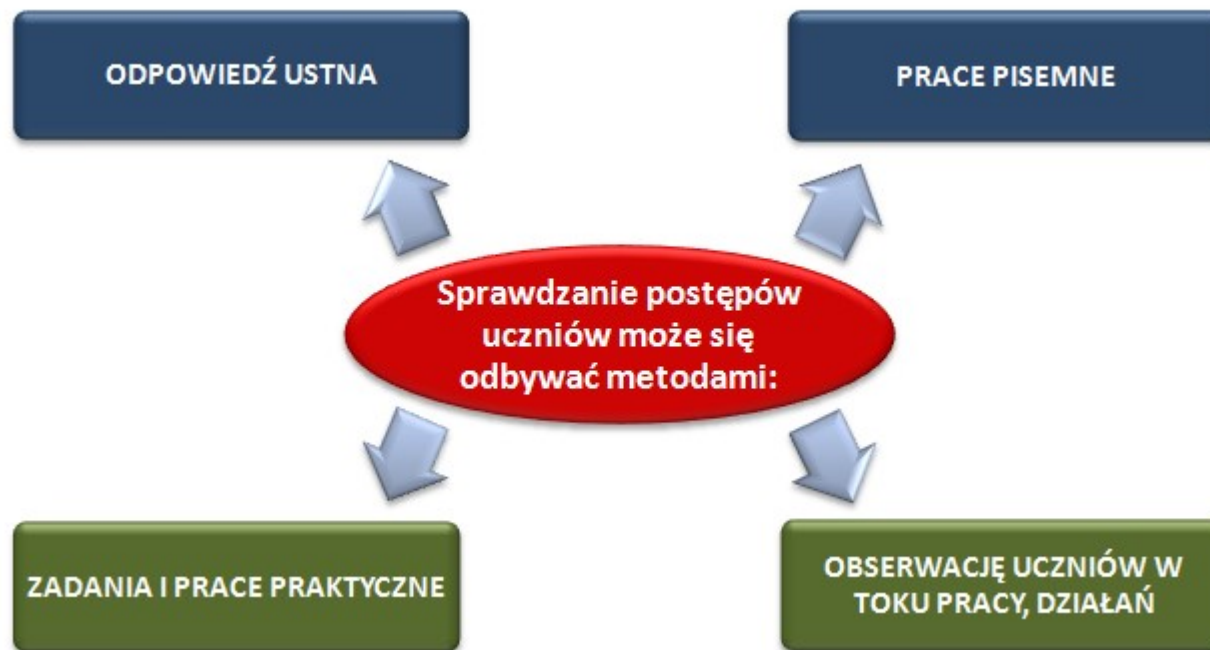 ODPOWIEDŹ USTNA
PRACE PISEMNE
Sprawdzanie postępów
uczniów może się
odbywać metodami:
ZADANIA I PRACE PRAKTYCZNE
OBSERWACJĘ UCZNIÓW W
TOKU PRACY, DZIAŁAŃ